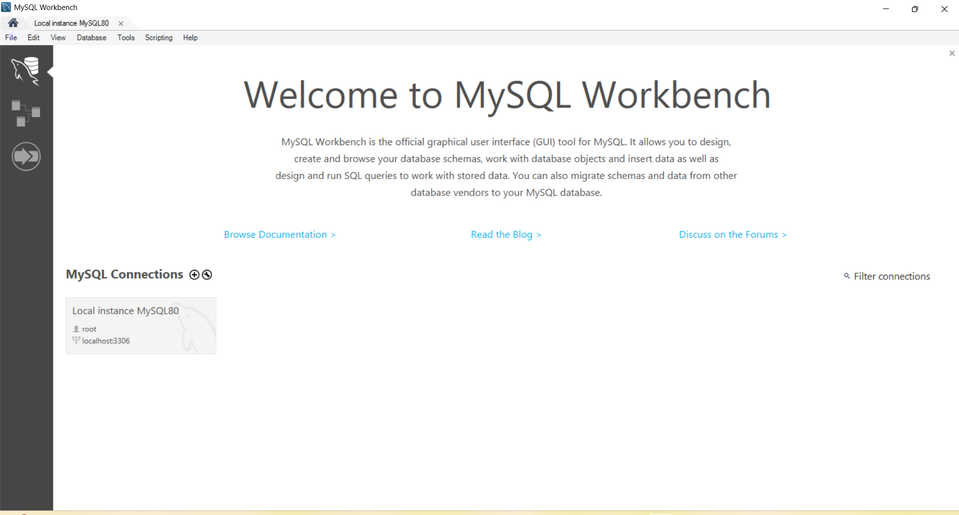 MySQL Workbench
Local instance MySQL80
File Edit View Database Tools Scripting Help
Welcome to MySQL Workbench
MySQL Workbench is the official graphical user interface (GUI) tool for MySQL. It allows you to design,
create and browse your database schemas, work with database objects and insert data as well as
design and run SQL queries to work with stored data. You can also migrate schemas and data from other
database vendors to your MySQL database.
Browse Documentation > Read the Blog > Discuss on the Forums >
MySQL Connections
Filter connections
Local instance MySQL80
root
localhost:3306